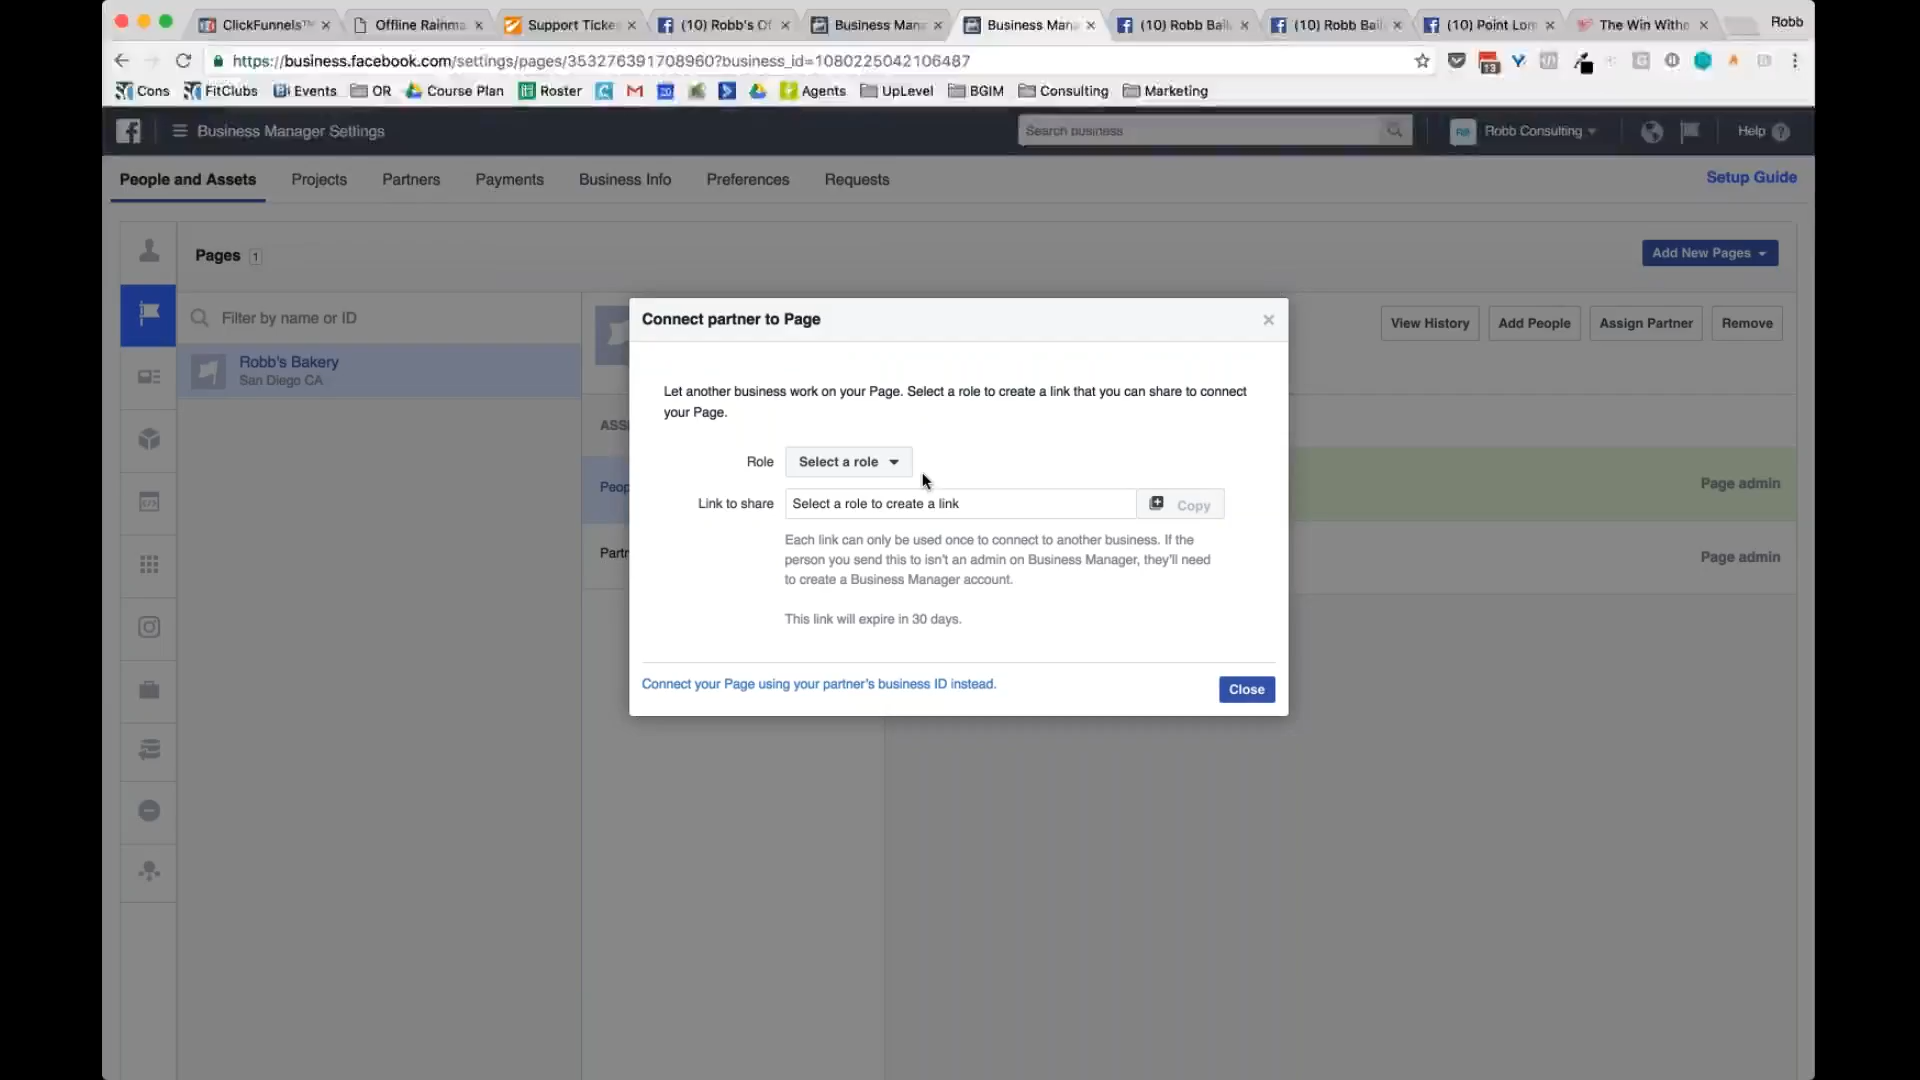 ClickFunnels™
Offline Rainma
Support Ticke
(10) Robb's Of
Business Mana
Business Mana
(10) Robb Bail
(10) Robb Bail
(10) Point Lom
The Win Witho
Robb
https://business.facebook.com/settings/pages/353276391708960?business_id=1080225042106487
13
Cons
FitClubs
Events
OR
Course Plan
Roster
Agents
UpLevel
BGIM
Consulting
Marketing
Business Manager Settings
Search business
RB
Robb Consulting
Help
People and Assets
Projects
Partners
Payments
Business Info
Preferences
Requests
Setup Guide
Pages 1
Add New Pages
Filter by name or ID
Robb's Bakery
San Diego CA
View History
Add People
Assign Partner
Remove
ASS
Peop
Page admin
Partn
Page admin
Connect partner to Page
Let another business work on your Page. Select a role to create a link that you can share to connect
your Page.
Role
Select a role
Link to share
Select a role to create a link
Copy
Each link can only be used once to connect to another business. If the
person you send this to isn't an admin on Business Manager, they'll need
to create a Business Manager account.
This link will expire in 30 days.
Connect your Page using your partner's business ID instead.
Close